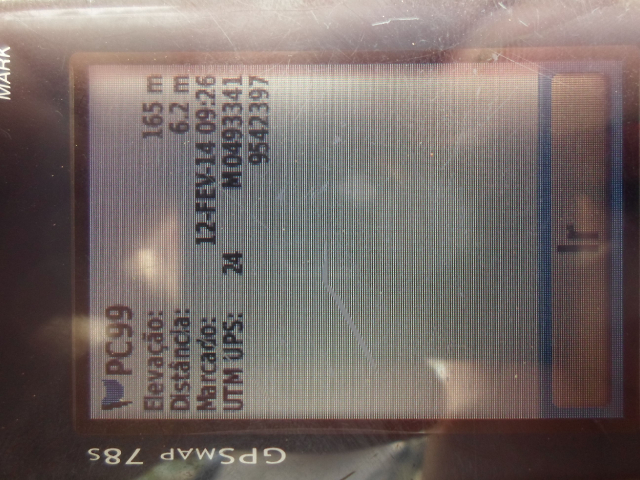 MARK
PC99
Elevação: 165 m
Distância: 6.2 m
Marcado: 12-FEV-14 09:26
UTM UPS: 24 M 0493341
9542397
Ir
GPSMAP 78S